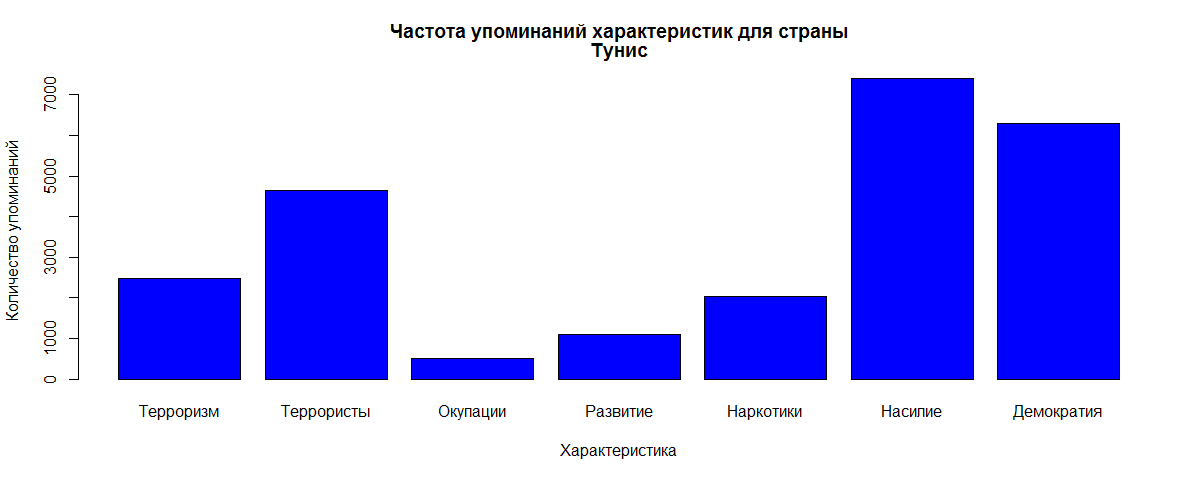 Частота упоминаний характеристик для страны
Тунис
Количество упоминаний
7000
5000
3000
1000
0
Терроризм Террористы Окупации Развитие Наркотики Насилие Демократия
Характеристика